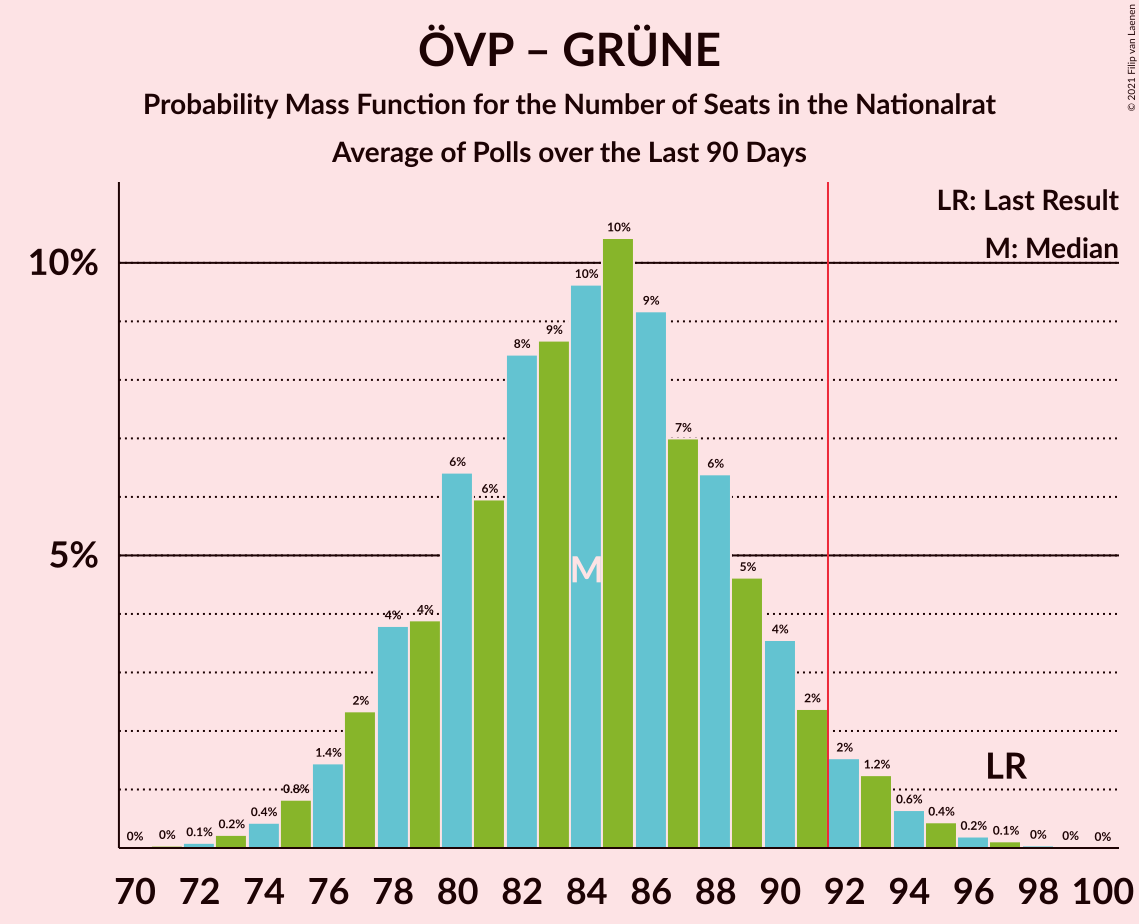 ÖVP – GRÜNE
Probability Mass Function for the Number of Seats in the Nationalrat
Average of Polls over the Last 90 Days
© 2021 Filip van Laenen
LR: Last Result
M: Median
10%
5%
0% 0% 0.1% 0.2% 0.4% 0.8% 1.4% 2% 4% 4% 6% 6% 8% 9% 10% 10% 9% 7% 6% 5% 4% 2% 2% 1.2% 0.6% 0.4% 0.2% 0.1% 0% 0% 0%
M
LR
70 72 74 76 78 80 82 84 86 88 90 92 94 96 98 100